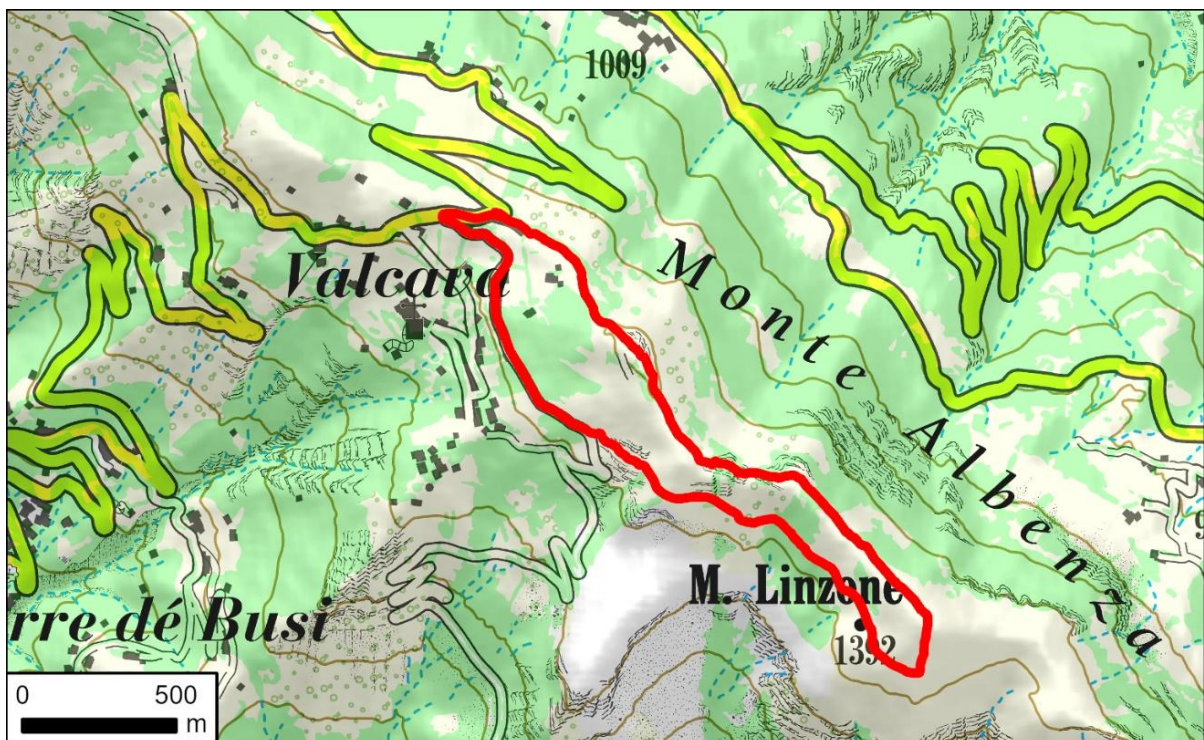 1009
Valcava
Monte Albenza
M. Linzone
1392
rre dé Busi
0 500
m